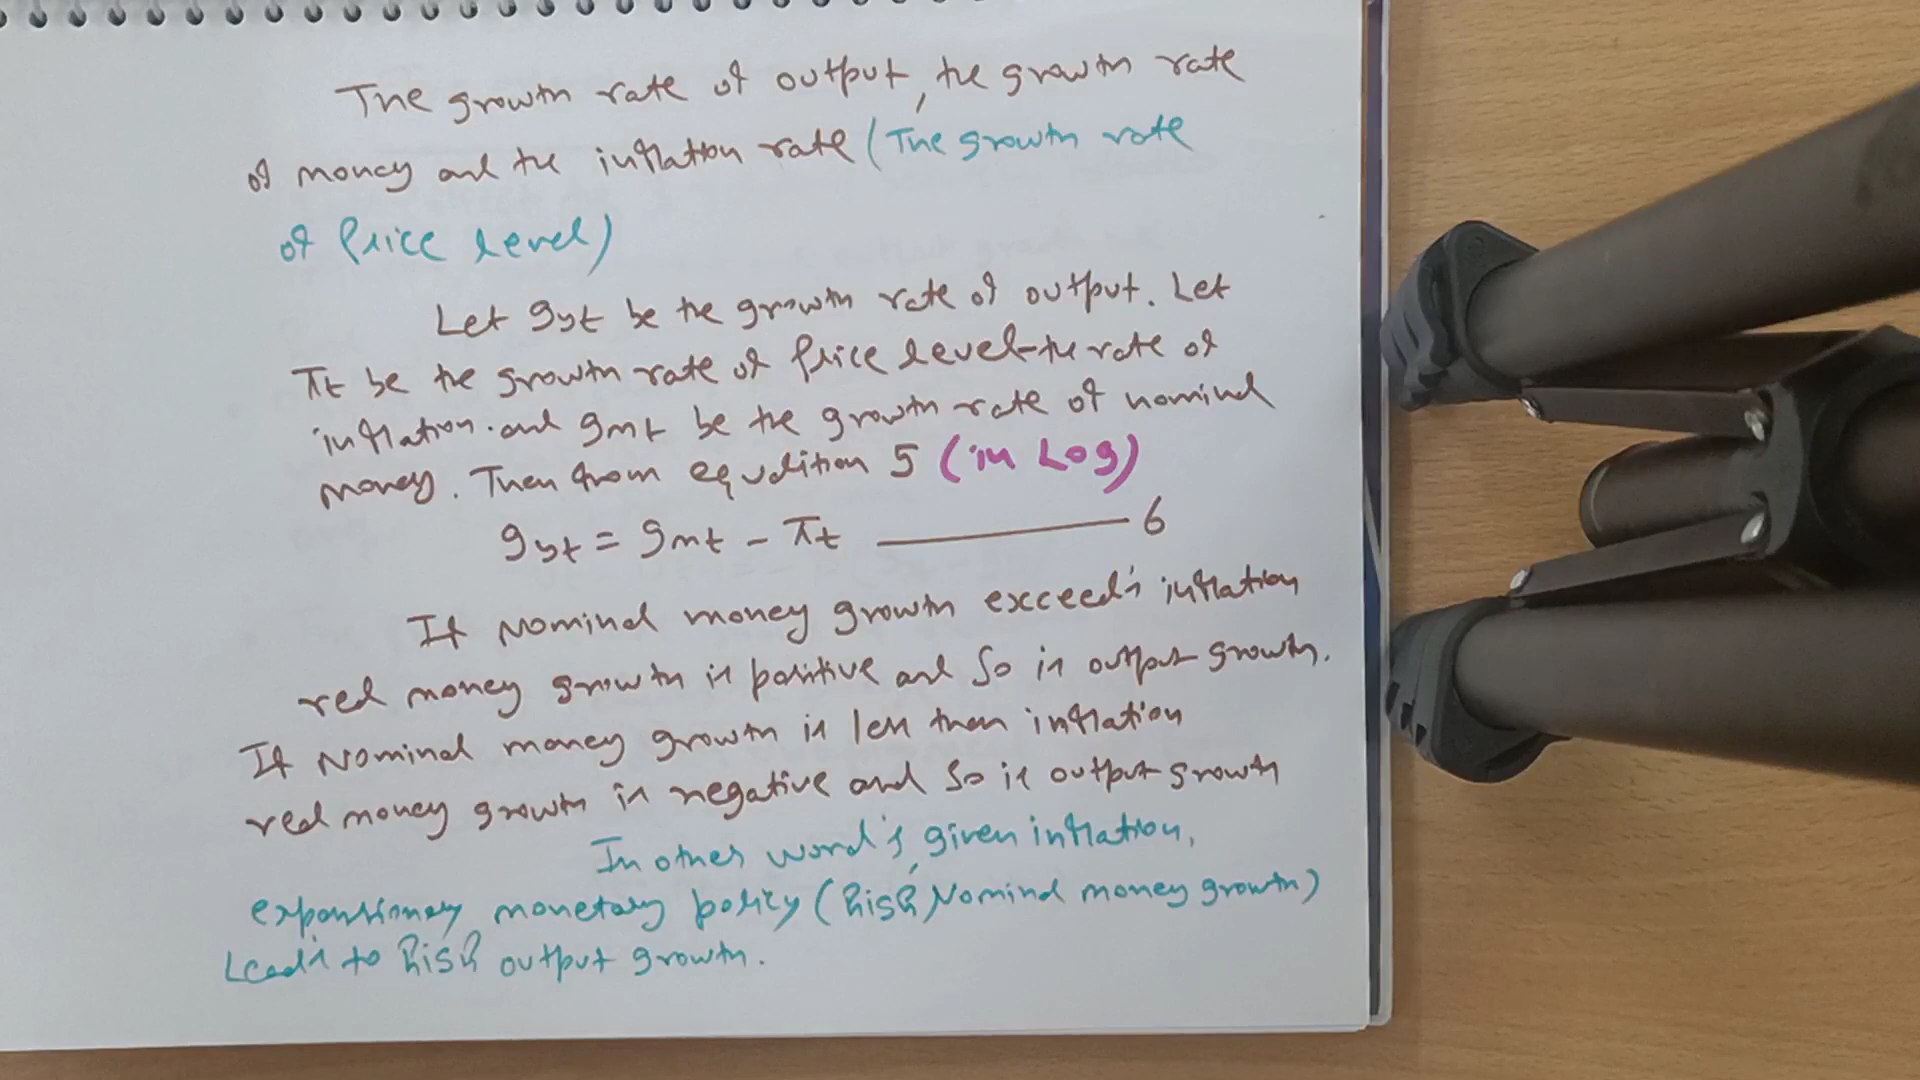 The growth rate of output, the growth rate
of money and the inflation rate (The growth rate
of Price level)
Let gyt be the growth rate of output. Let
πt be the growth rate of Price level-the rate of
inflation. and gmt be the growth rate of nominal
money. Then from equation 5 (in Log)
gyt = gmt - πt ——— 6
If Nominal money growth exceed's inflation
real money growth is positive and So is output growth.
If Nominal money growth is less than inflation
real money growth is negative and So is output growth
In other word's, given inflation,
expansionary monetary policy (high Nominal money growth)
Leads to high output growth.